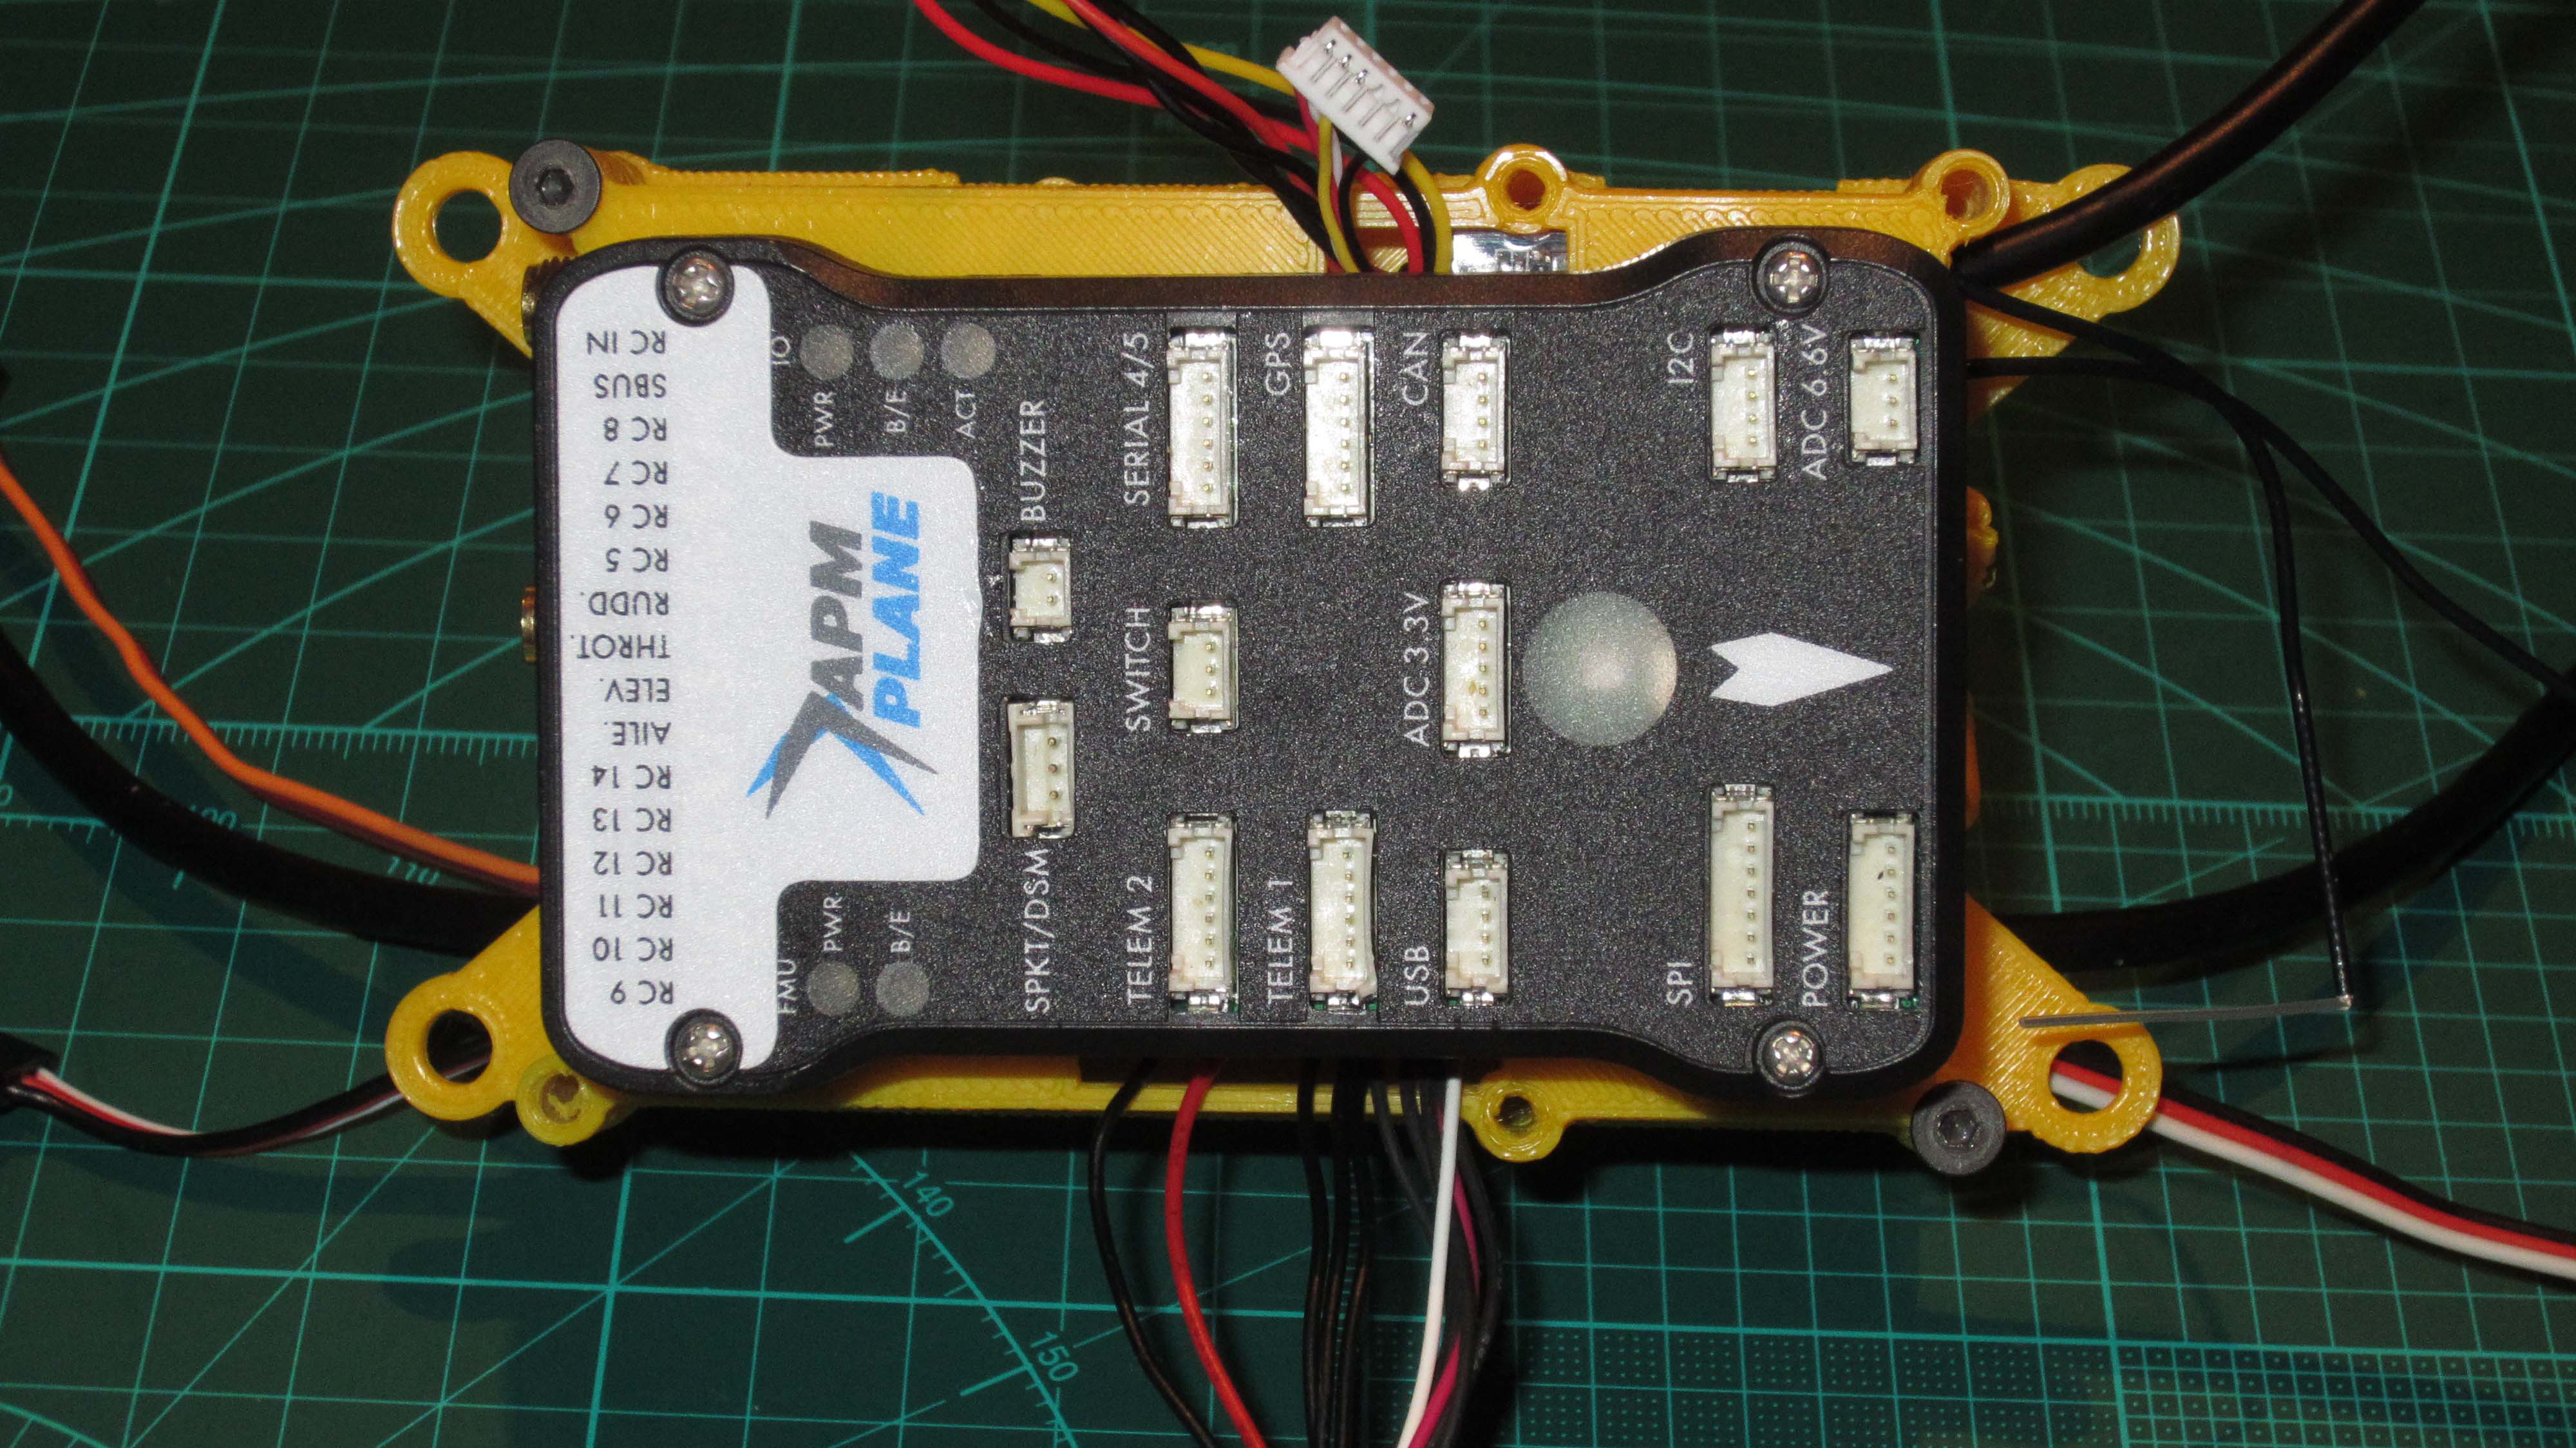 RC IN
SBUS
RC 8
RC 7
RC 6
RC 5
RUDD.
THROT.
ELEV.
AILE.
RC 14
RC 13
RC 12
RC 11
RC 10
RC 9
IO
PWR
B/E
ACT
APM
PLANE
FMU
PWR
B/E
BUZZER
SPKT/DSM
SERIAL 4/5
SWITCH
TELEM 2
GPS
TELEM 1
CAN
ADC 3.3V
USB
I2C
SPI
ADC 6.6V
POWER
100
110
140
150